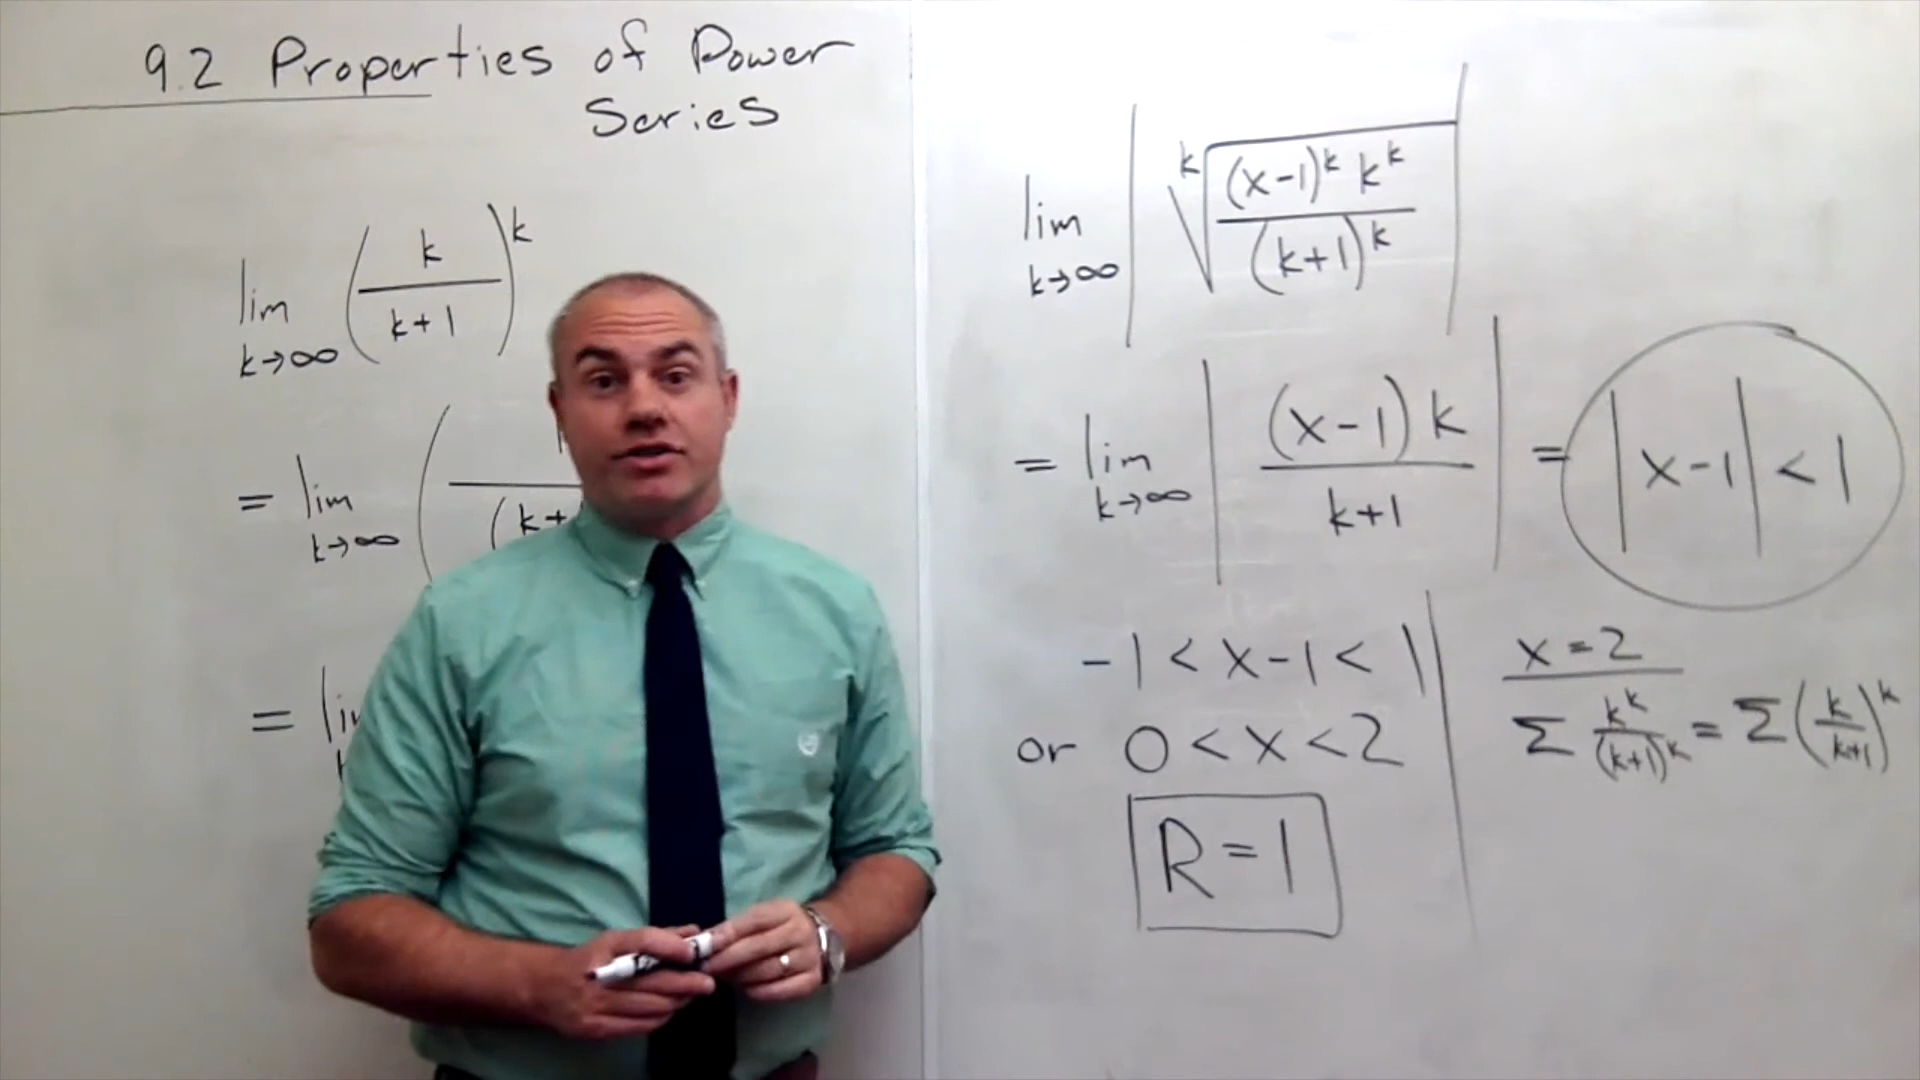 9.2 Properties of Power
Series
lim k→∞ (k/(k+1))^k
= lim k→∞ ( (k+
= li
lim k→∞ | ᵏ√((x-1)^k k^k / (k+1)^k) |
= lim k→∞ | (x-1)k / (k+1) | = |x-1| < 1
-1 < x-1 < 1
or 0 < x < 2
R = 1
x = 2
Σ k^k/(k+1)^k = Σ (k/(k+1))^k